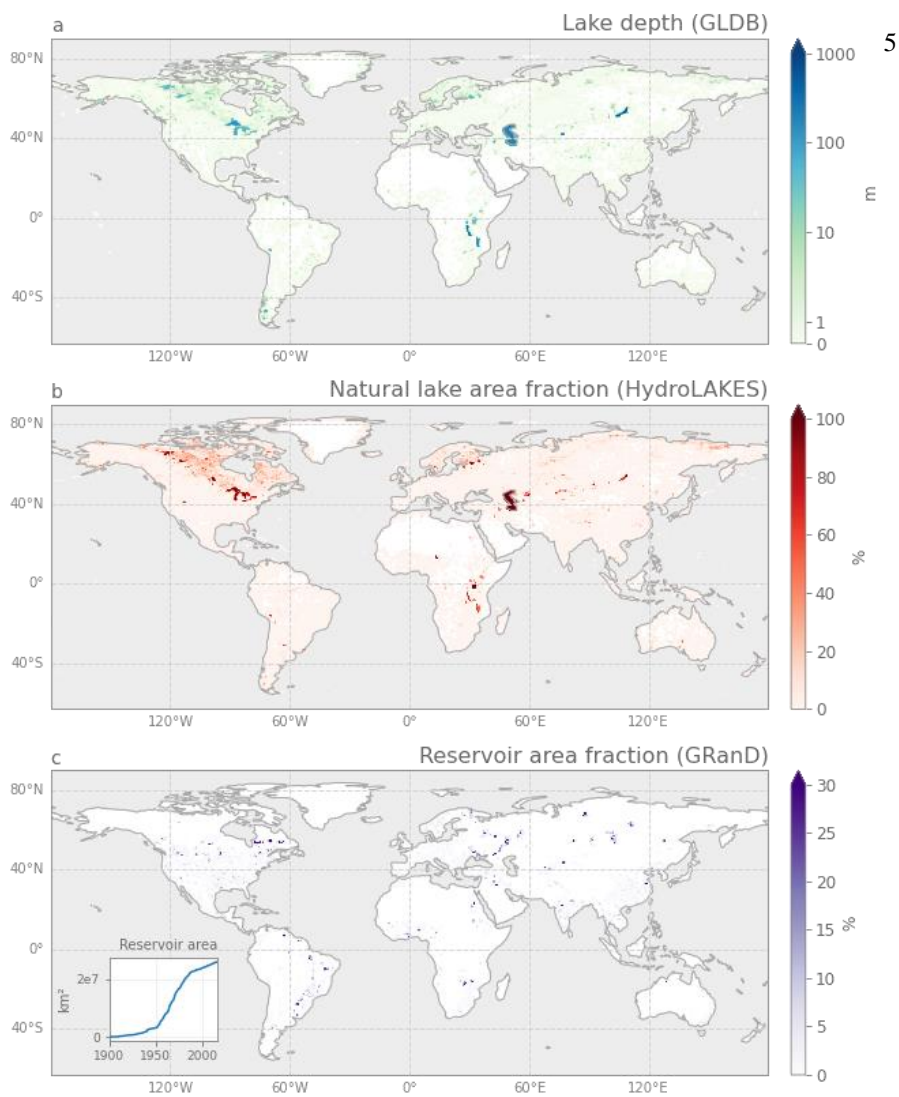 a Lake depth (GLDB) 5
80°N
40°N
0°
40°S
120°W 60°W 0° 60°E 120°E
1000
100
10
1
0
m
b Natural lake area fraction (HydroLAKES)
80°N
40°N
0°
40°S
120°W 60°W 0° 60°E 120°E
100
80
60
40
20
0
%
c Reservoir area fraction (GRanD)
80°N
40°N
0°
40°S
120°W 60°W 0° 60°E 120°E
30
25
20
15
10
5
0
%
Reservoir area
2e7
0
km²
1900 1950 2000